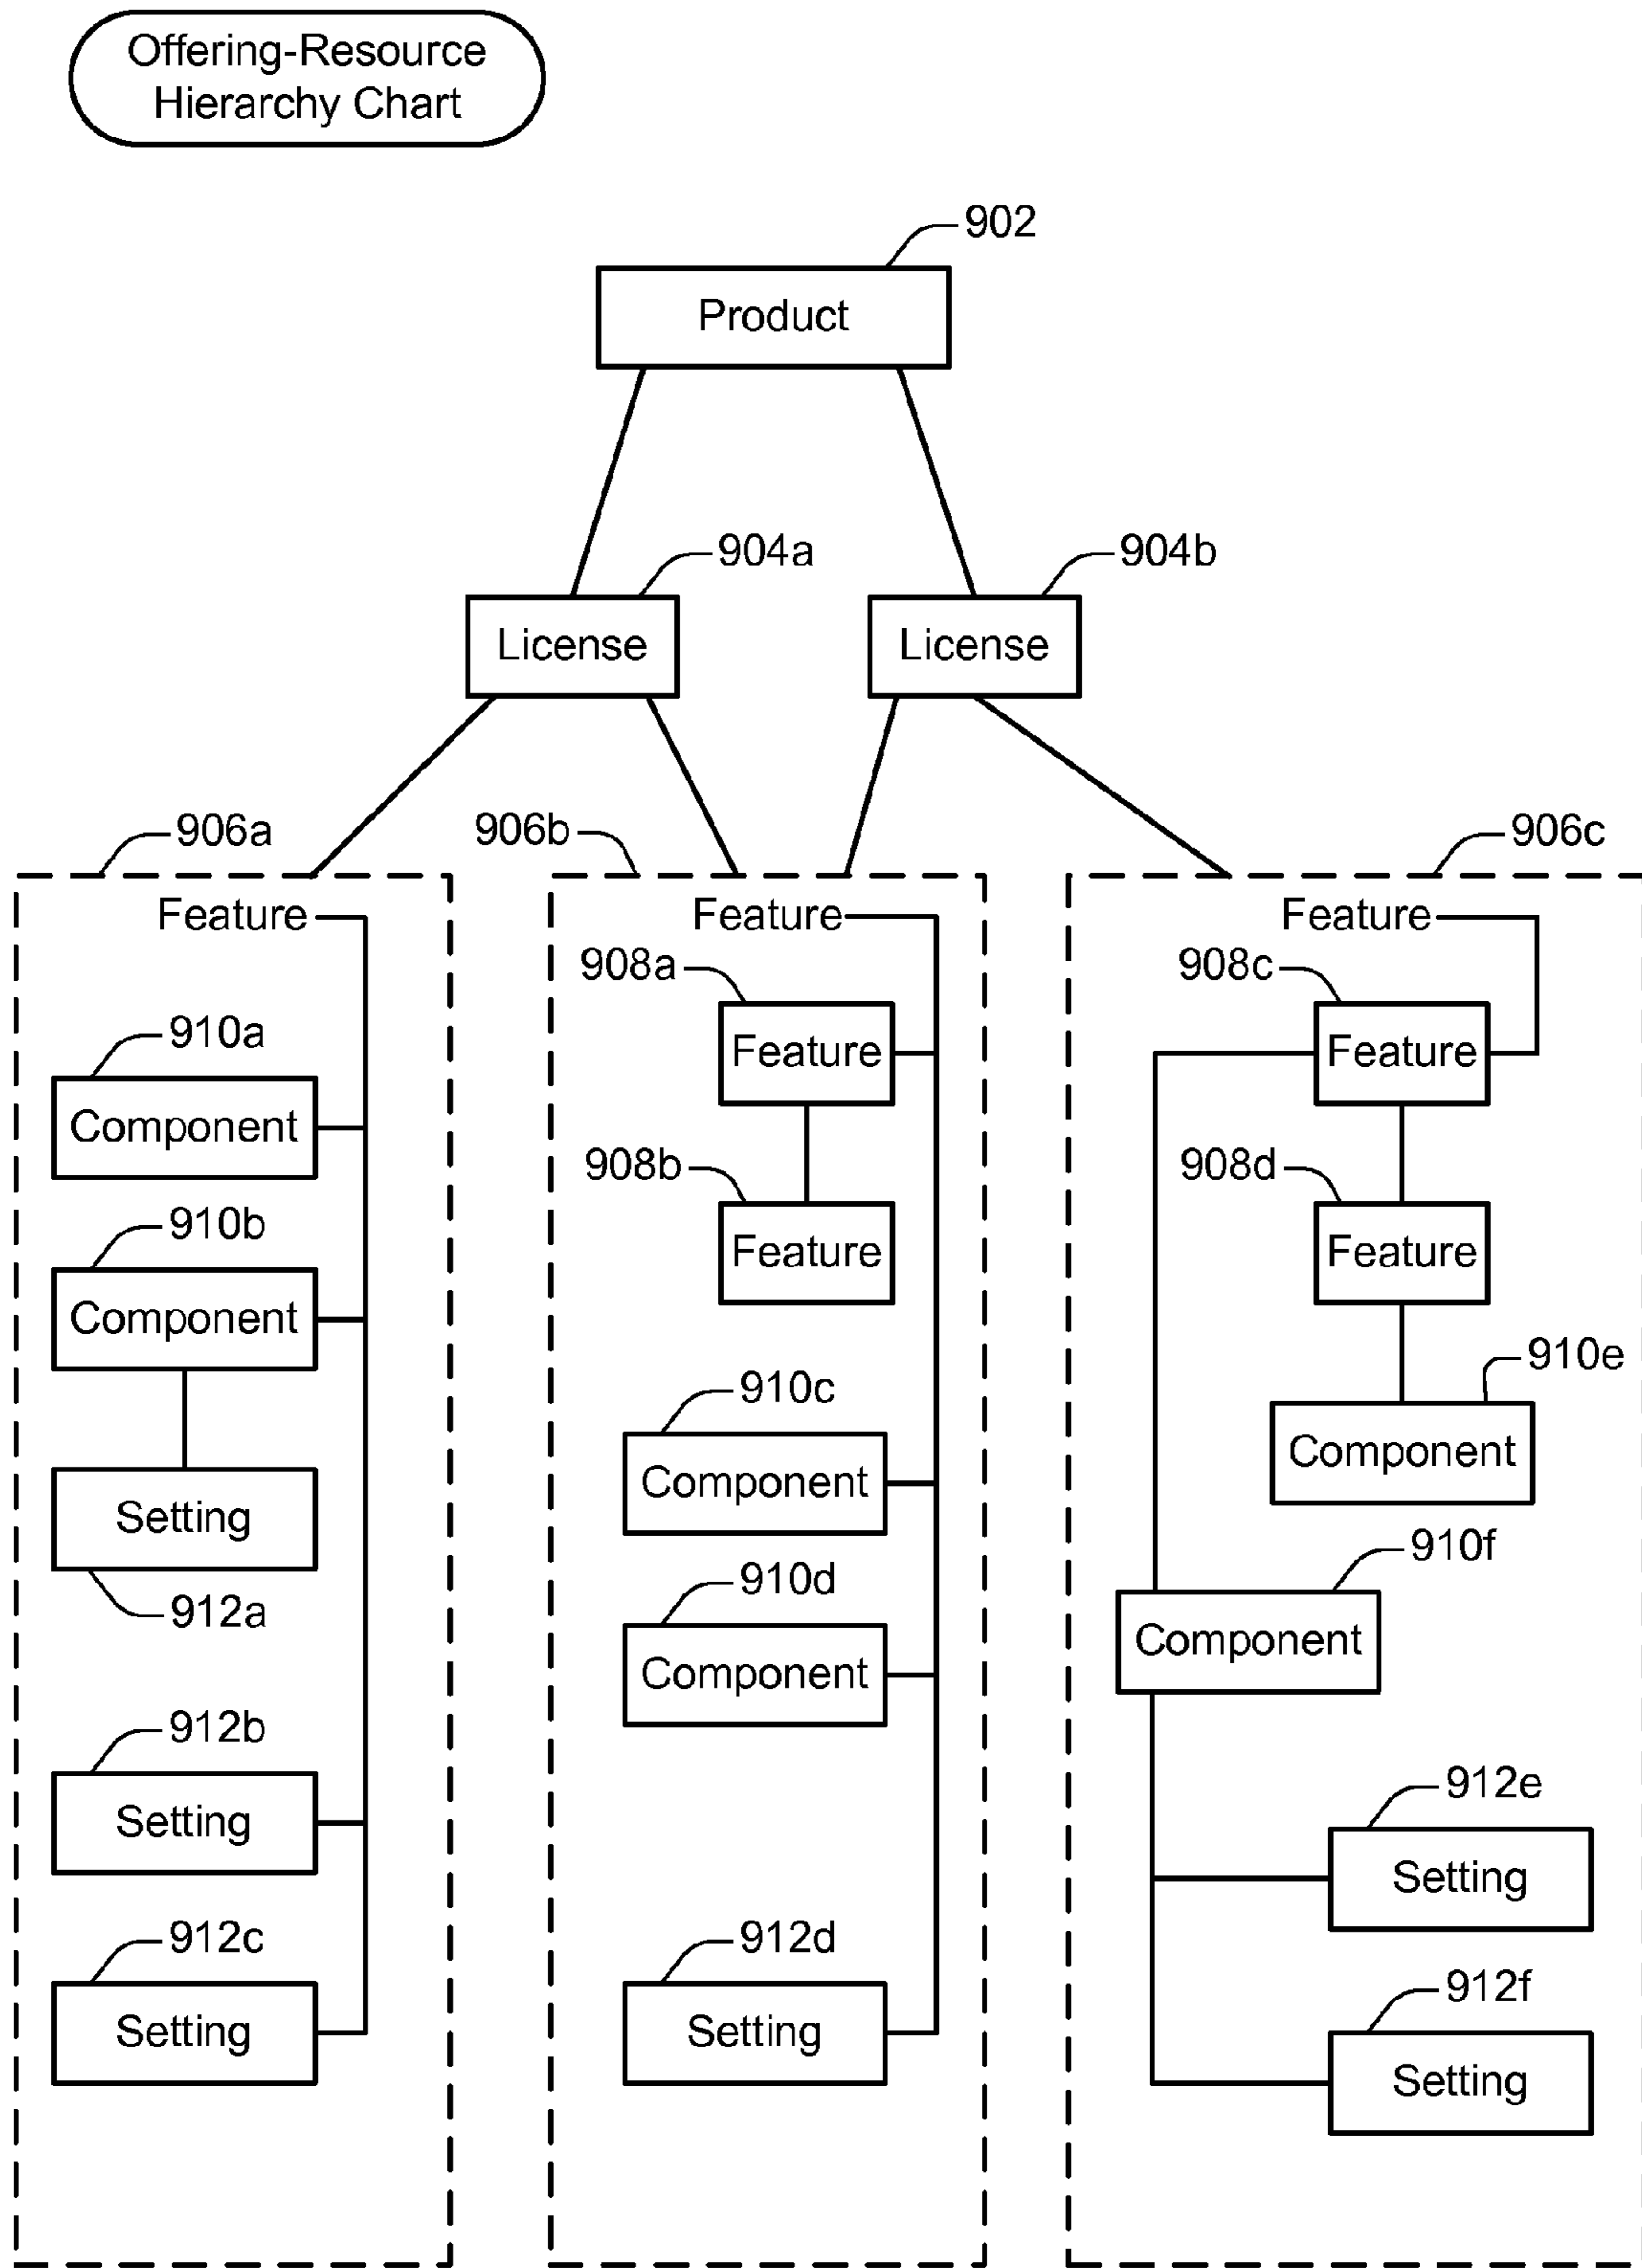 Offering-Resource
Hierarchy Chart
902
Product
904a
904b
License
License
906a
906b
906c
Feature
Feature
Feature
908a
908c
910a
Feature
Feature
Component
908b
908d
910b
Feature
Feature
Component
910e
910c
Component
Component
Setting
910f
910d
912a
Component
Component
912b
912e
Setting
Setting
912c
912d
912f
Setting
Setting
Setting